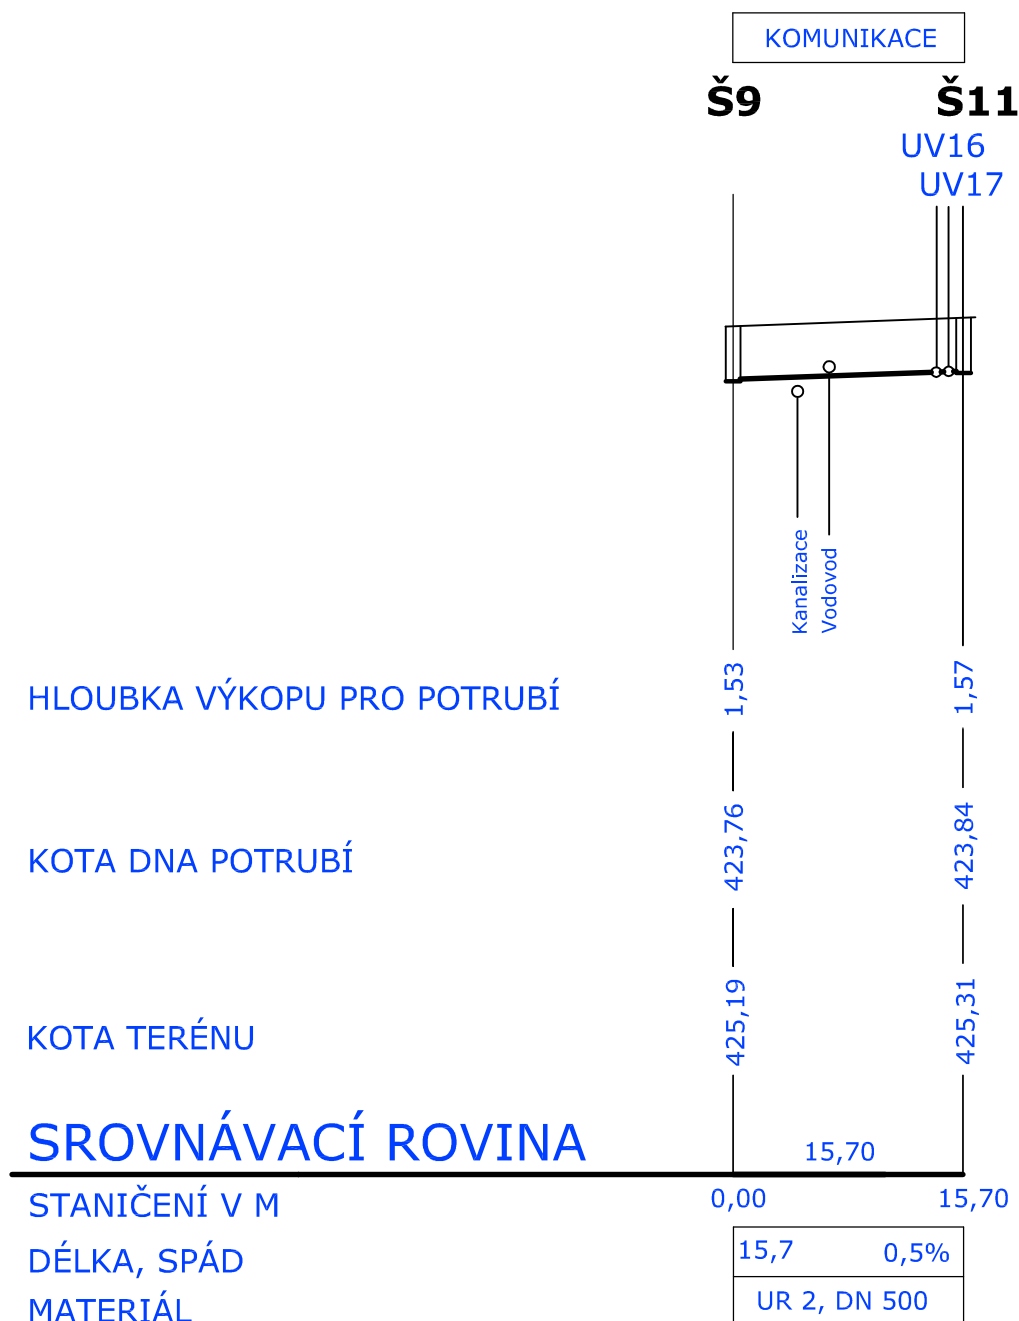 KOMUNIKACE
Š9 Š11
UV16
UV17
Kanalizace
Vodovod
HLOUBKA VÝKOPU PRO POTRUBÍ 1,53 1,57
KOTA DNA POTRUBÍ 423,76 423,84
KOTA TERÉNU 425,19 425,31
SROVNÁVACÍ ROVINA 15,70
STANIČENÍ V M 0,00 15,70
DÉLKA, SPÁD 15,7 0,5%
MATERIÁL UR 2, DN 500